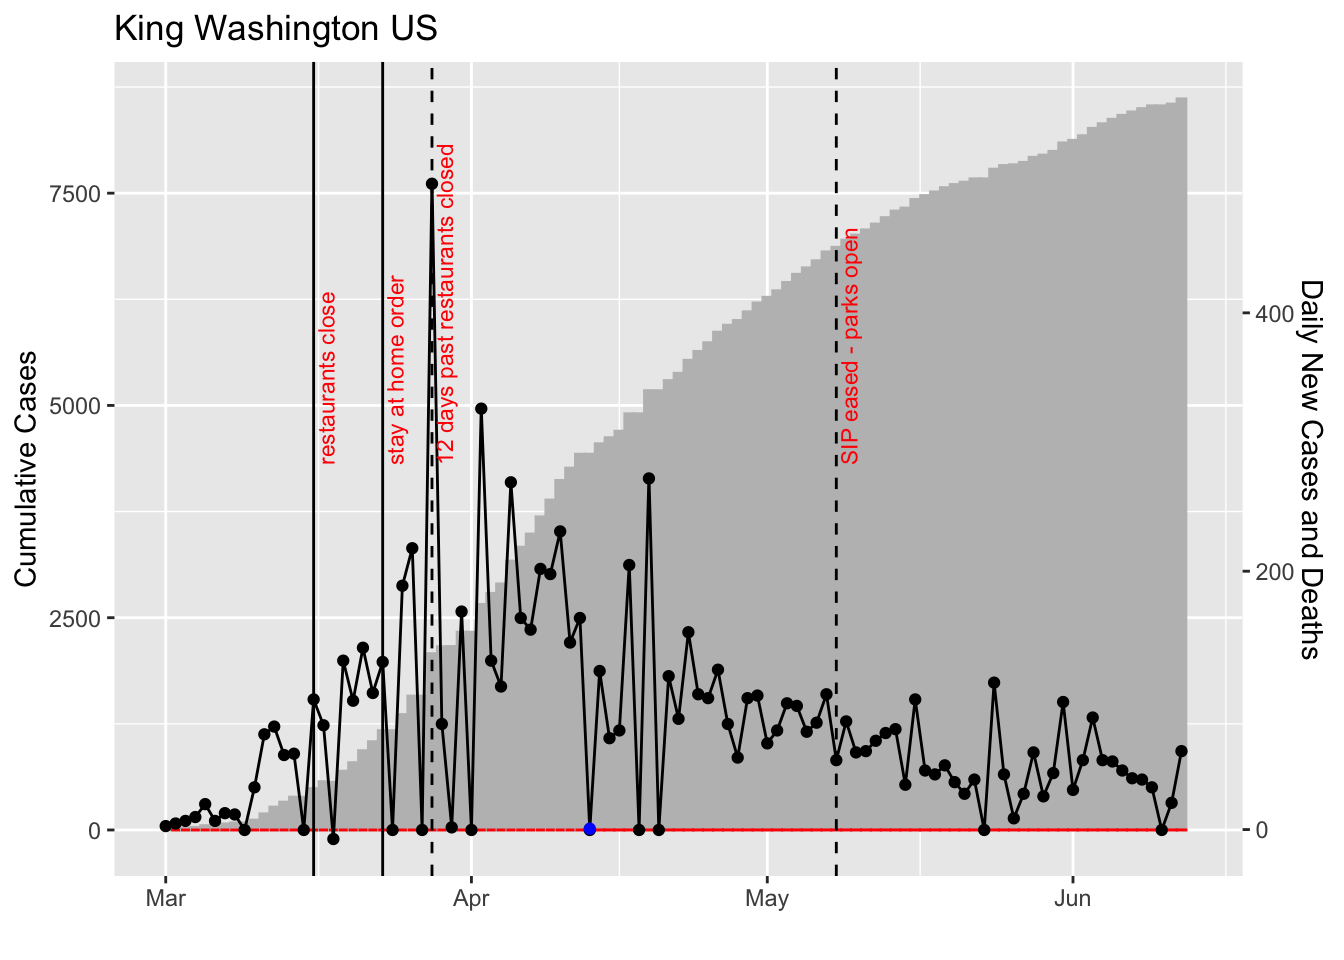 King Washington US
Cumulative Cases
7500
5000
2500
0
restaurants close
stay at home order
12 days past restaurants closed
SIP eased - parks open
400
200
0
Daily New Cases and Deaths
Mar
Apr
May
Jun